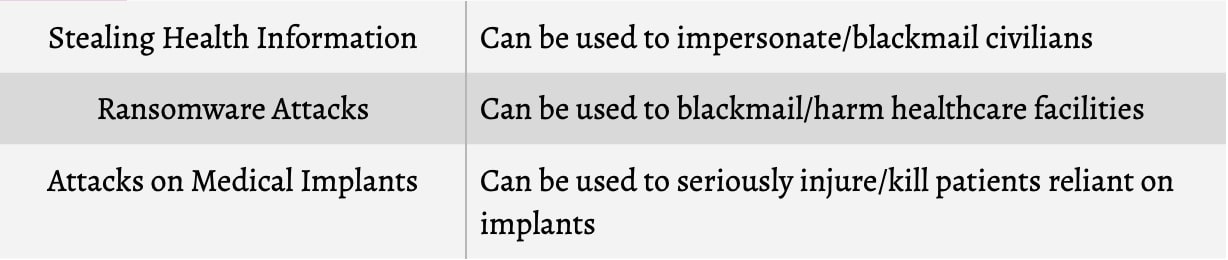 Stealing Health Information
Can be used to impersonate/blackmail civilians
Ransomware Attacks
Can be used to blackmail/harm healthcare facilities
Attacks on Medical Implants
Can be used to seriously injure/kill patients reliant on
implants